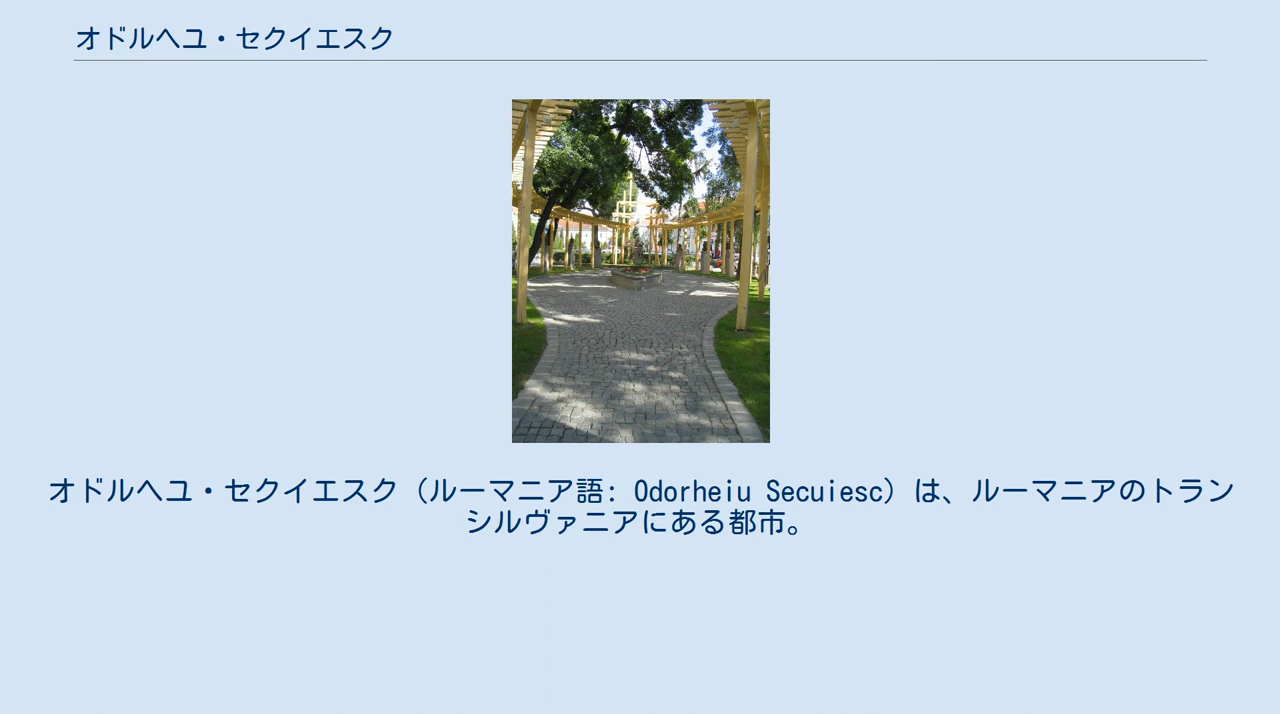 オドルヘユ・セクイエスク
オドルヘユ・セクイエスク（ルーマニア語: Odorheiu Secuiesc）は、ルーマニアのトラン
シルヴァニアにある都市。